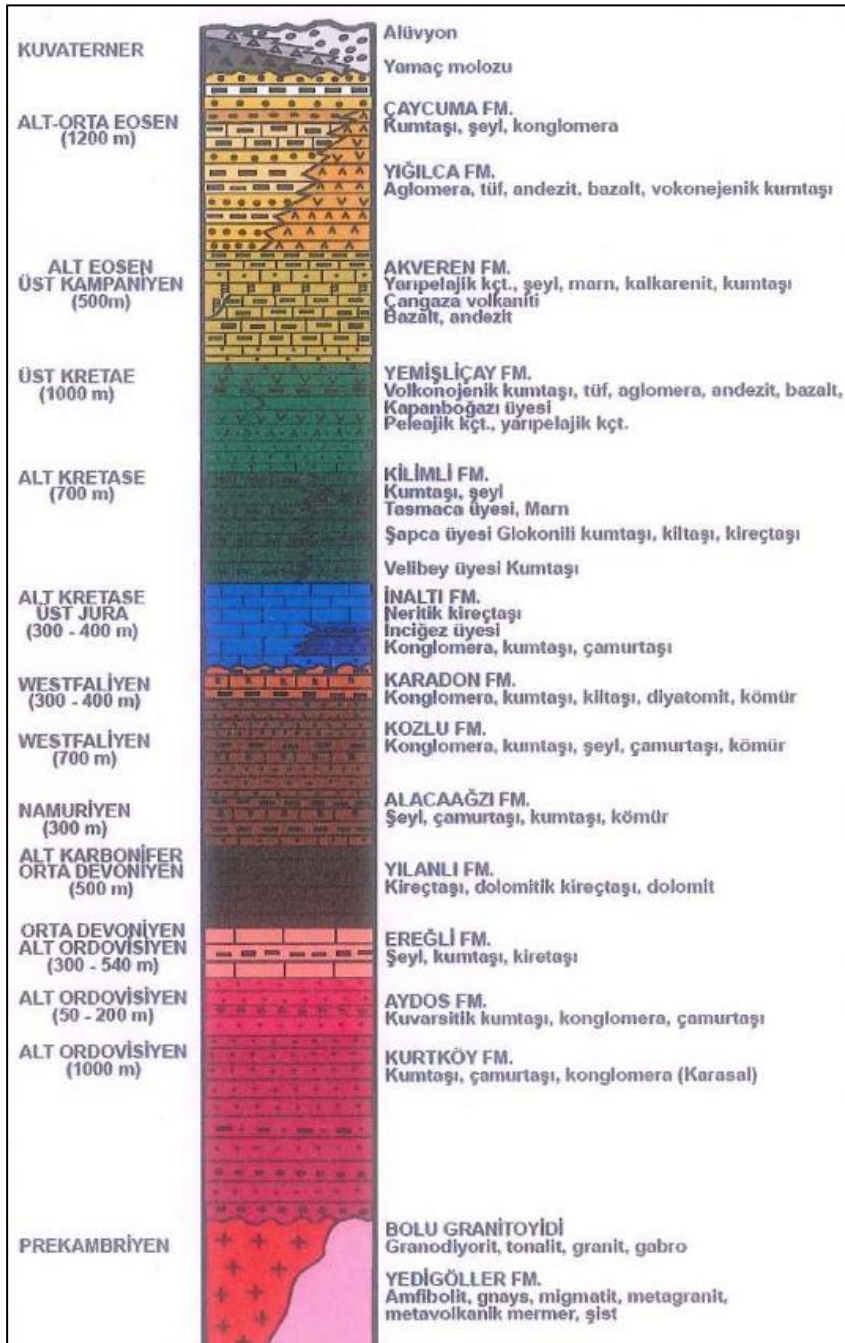 KUVATERNER
Alüvyon
Yamaç molozu
ALT-ORTA EOSEN
(1200 m)
ÇAYCUMA FM.
Kumtaşı, şeyl, konglomera
YIĞILCA FM.
Aglomera, tüf, andezit, bazalt, vokonejenik kumtaşı
ALT EOSEN
ÜST KAMPANİYEN
(500m)
AKVEREN FM.
Yarıpelajik kçt., şeyl, marn, kalkarenit, kumtaşı
Çangaza volkaniti
Bazalt, andezit
ÜST KRETAE
(1000 m)
YEMİŞLİÇAY FM.
Volkonojenik kumtaşı, tüf, aglomera, andezit, bazalt,
Kapanboğazı üyesi
Peleajik kçt., yarıpelajik kçt.
ALT KRETASE
(700 m)
KİLİMLİ FM.
Kumtaşı, şeyl
Tasmaca üyesi, Marn
Şapca üyesi Glokonili kumtaşı, kiltaşı, kireçtaşı
Velibey üyesi Kumtaşı
ALT KRETASE
ÜST JURA
(300 - 400 m)
İNALTI FM.
Neritik kireçtaşı
İnciğez üyesi
Konglomera, kumtaşı, çamurtaşı
WESTFALİYEN
(300 - 400 m)
KARADON FM.
Konglomera, kumtaşı, kiltaşı, diyatomit, kömür
WESTFALİYEN
(700 m)
KOZLU FM.
Konglomera, kumtaşı, şeyl, çamurtaşı, kömür
NAMURİYEN
(300 m)
ALACAAĞZI FM.
Şeyl, çamurtaşı, kumtaşı, kömür
ALT KARBONİFER
ORTA DEVONİYEN
(500 m)
YILANLI FM.
Kireçtaşı, dolomitik kireçtaşı, dolomit
ORTA DEVONİYEN
ALT ORDOVİSİYEN
(300 - 540 m)
EREĞLİ FM.
Şeyl, kumtaşı, kiretaşı
ALT ORDOVİSİYEN
(50 - 200 m)
AYDOS FM.
Kuvarsitik kumtaşı, konglomera, çamurtaşı
ALT ORDOVİSİYEN
(1000 m)
KURTKÖY FM.
Kumtaşı, çamurtaşı, konglomera (Karasal)
PREKAMBRİYEN
BOLU GRANİTOYİDİ
Granodiyorit, tonalit, granit, gabro
YEDİGÖLLER FM.
Amfibolit, gnays, migmatit, metagranit,
metavolkanik mermer, şist